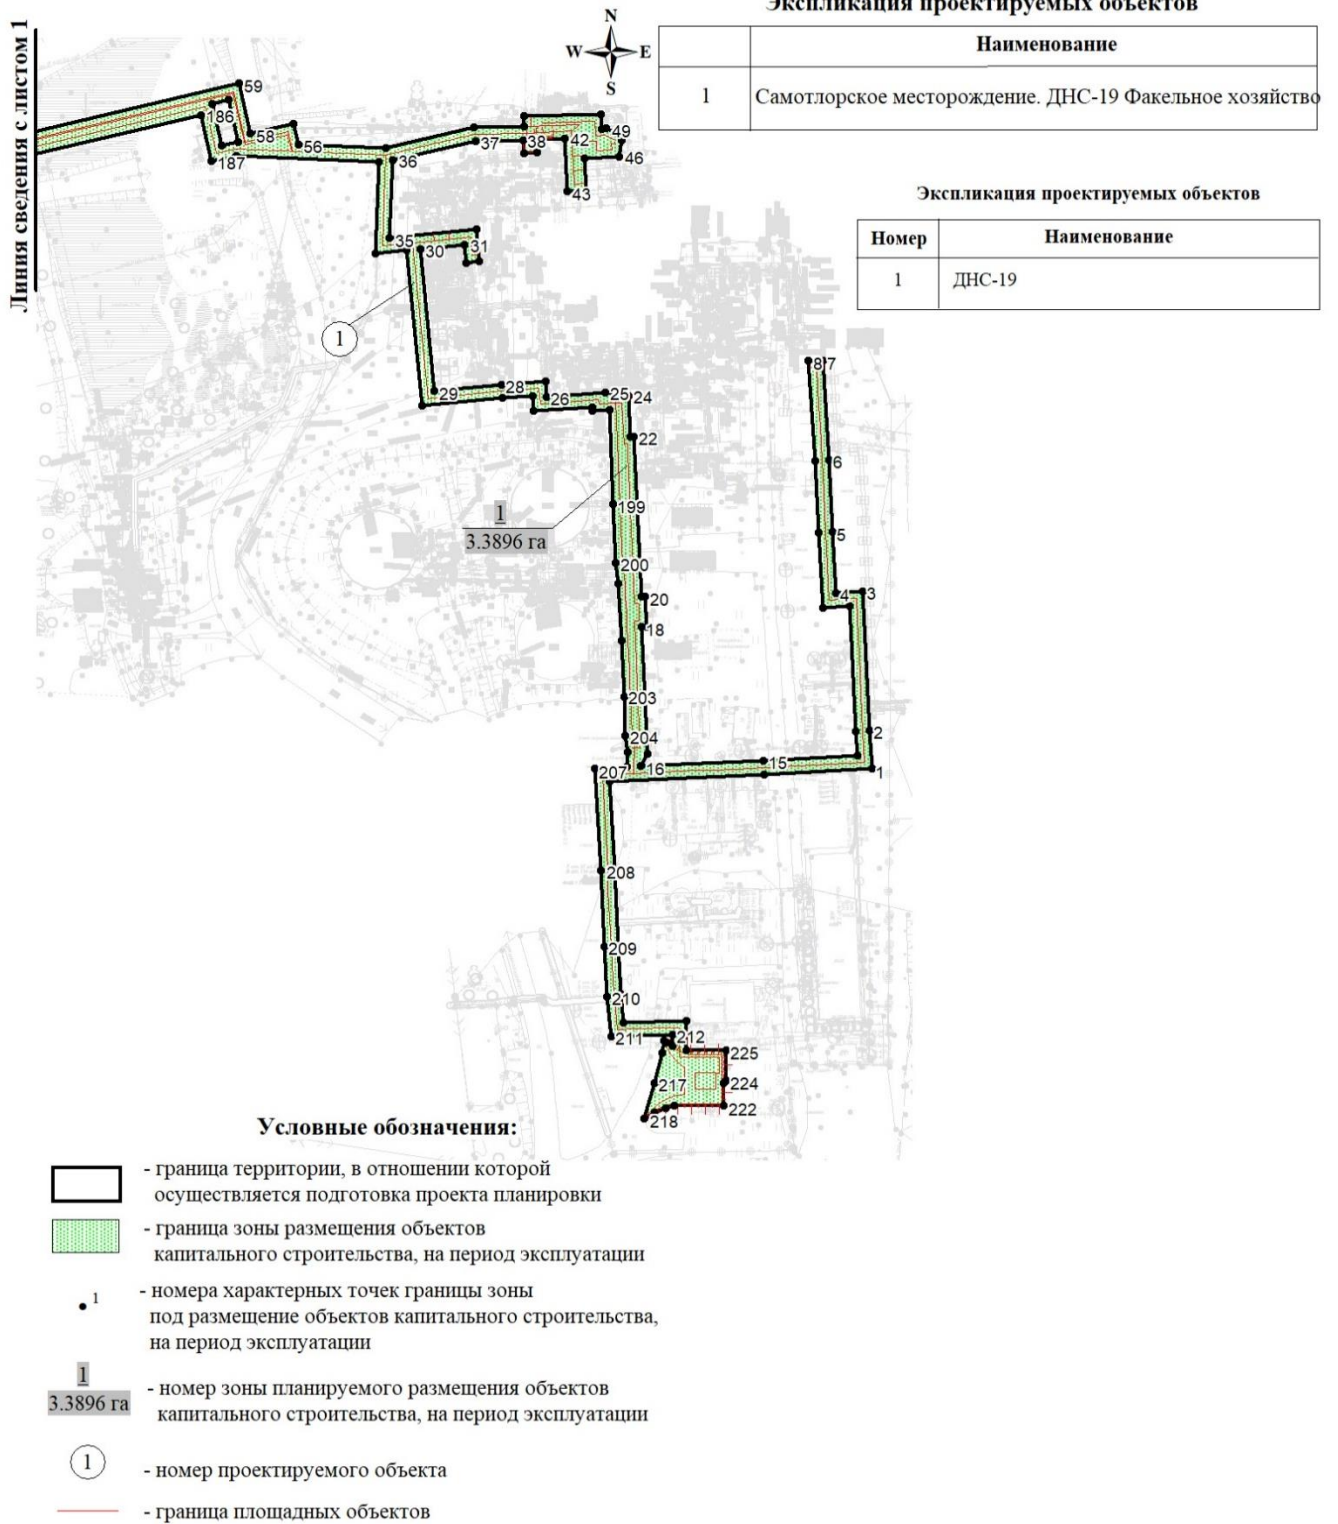 Экспликация проектируемых объектов
Наименование
1 Самотлорское месторождение. ДНС-19 Факельное хозяйство
N
W E
S
Линия сведения с листом 1
Экспликация проектируемых объектов
Номер Наименование
1 ДНС-19
59
186
58
56
187
36
37
38
42
49
46
43
35
30
31
1
29
28
26
25
24
22
199
1
3.3896 га
200
20
18
203
204
207
16
15
1
2
3
4
5
6
87
208
209
210
211
212
225
224
217
222
218
Условные обозначения:
- граница территории, в отношении которой
осуществляется подготовка проекта планировки
- граница зоны размещения объектов
капитального строительства, на период эксплуатации
1 - номера характерных точек границы зоны
под размещение объектов капитального строительства,
на период эксплуатации
1
3.3896 га
- номер зоны планируемого размещения объектов
капитального строительства, на период эксплуатации
1 - номер проектируемого объекта
- граница площадных объектов